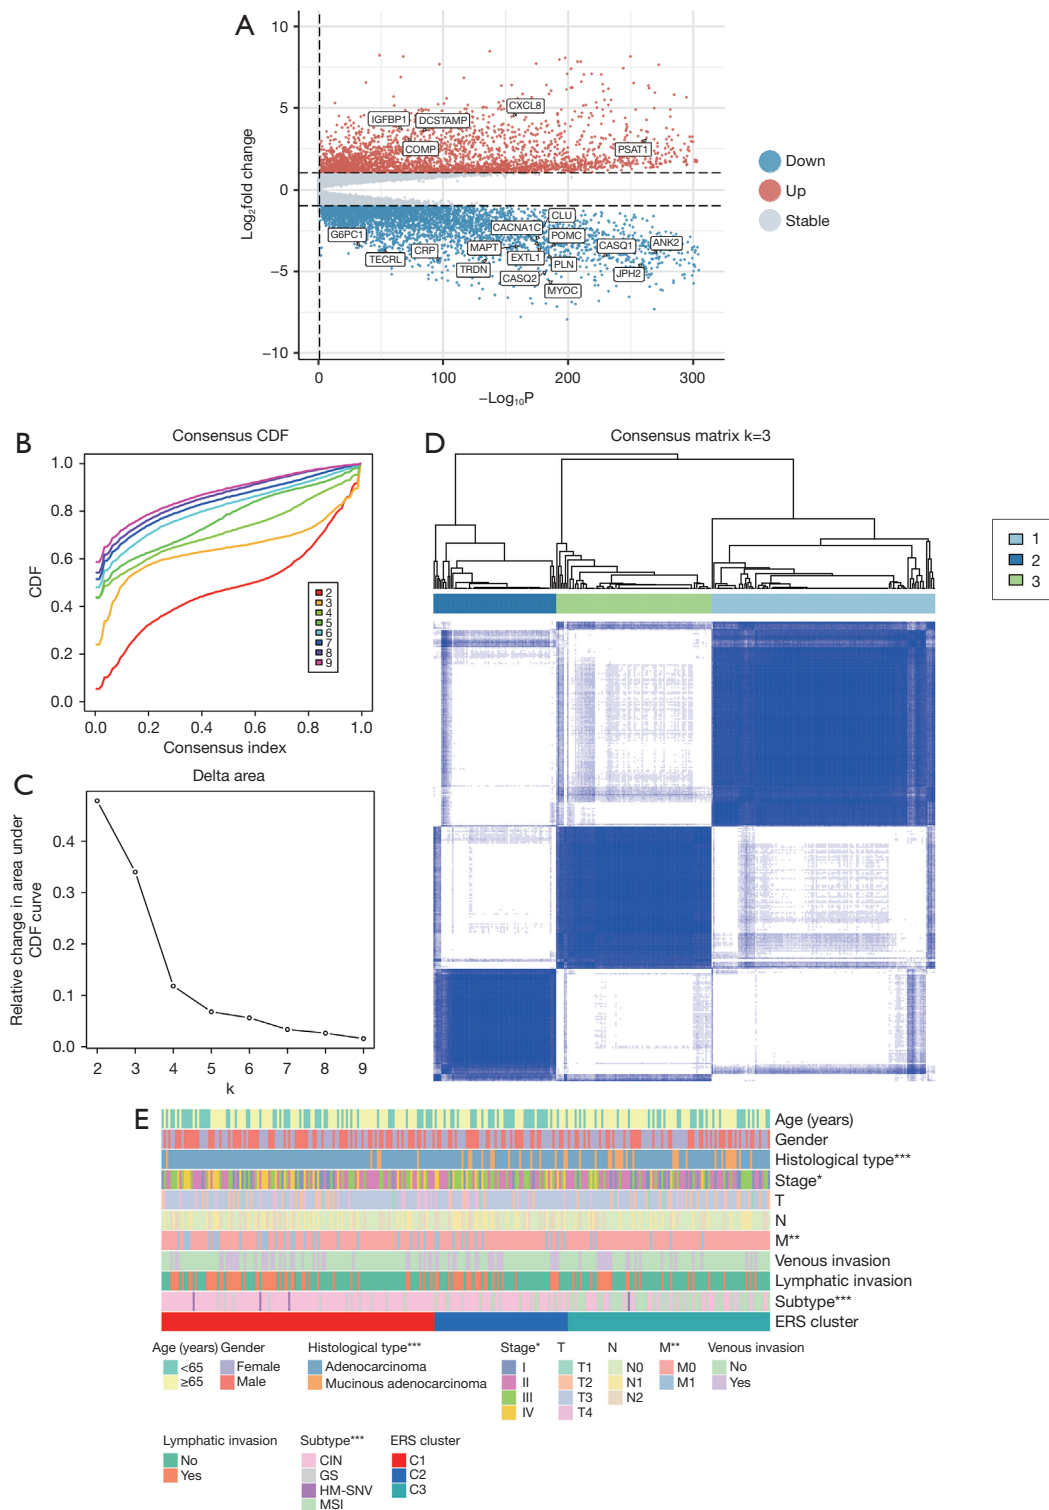 A
10
5
0
−5
−10
Log2fold change
CXCL8
IGFBP1
DCSTAMP
COMP
PSAT1
CLU
CACNA1C
G6PC1
POMC
MAPT
CASQ1
ANK2
CRP
TECRL
EXTL1
TRDN
PLN
CASQ2
JPH2
MYOC
0
100
200
300
−Log10P
Down
Up
Stable
B
Consensus CDF
1.0
0.8
0.6
0.4
0.2
0.0
CDF
2
3
4
5
6
7
8
9
0.0
0.2
0.4
0.6
0.8
1.0
Consensus index
C
Delta area
0.4
0.3
0.2
0.1
0.0
Relative change in area under
CDF curve
2
3
4
5
6
7
8
9
k
D
Consensus matrix k=3
1
2
3
E
Age (years)
Gender
Histological type***
Stage*
T
N
M**
Venous invasion
Lymphatic invasion
Subtype***
ERS cluster
Age (years)
<65
≥65
Gender
Female
Male
Histological type***
Adenocarcinoma
Mucinous adenocarcinoma
Stage*
I
II
III
IV
T
T1
T2
T3
T4
N
N0
N1
N2
M**
M0
M1
Venous invasion
No
Yes
Lymphatic invasion
No
Yes
Subtype***
CIN
GS
HM-SNV
MSI
ERS cluster
C1
C2
C3